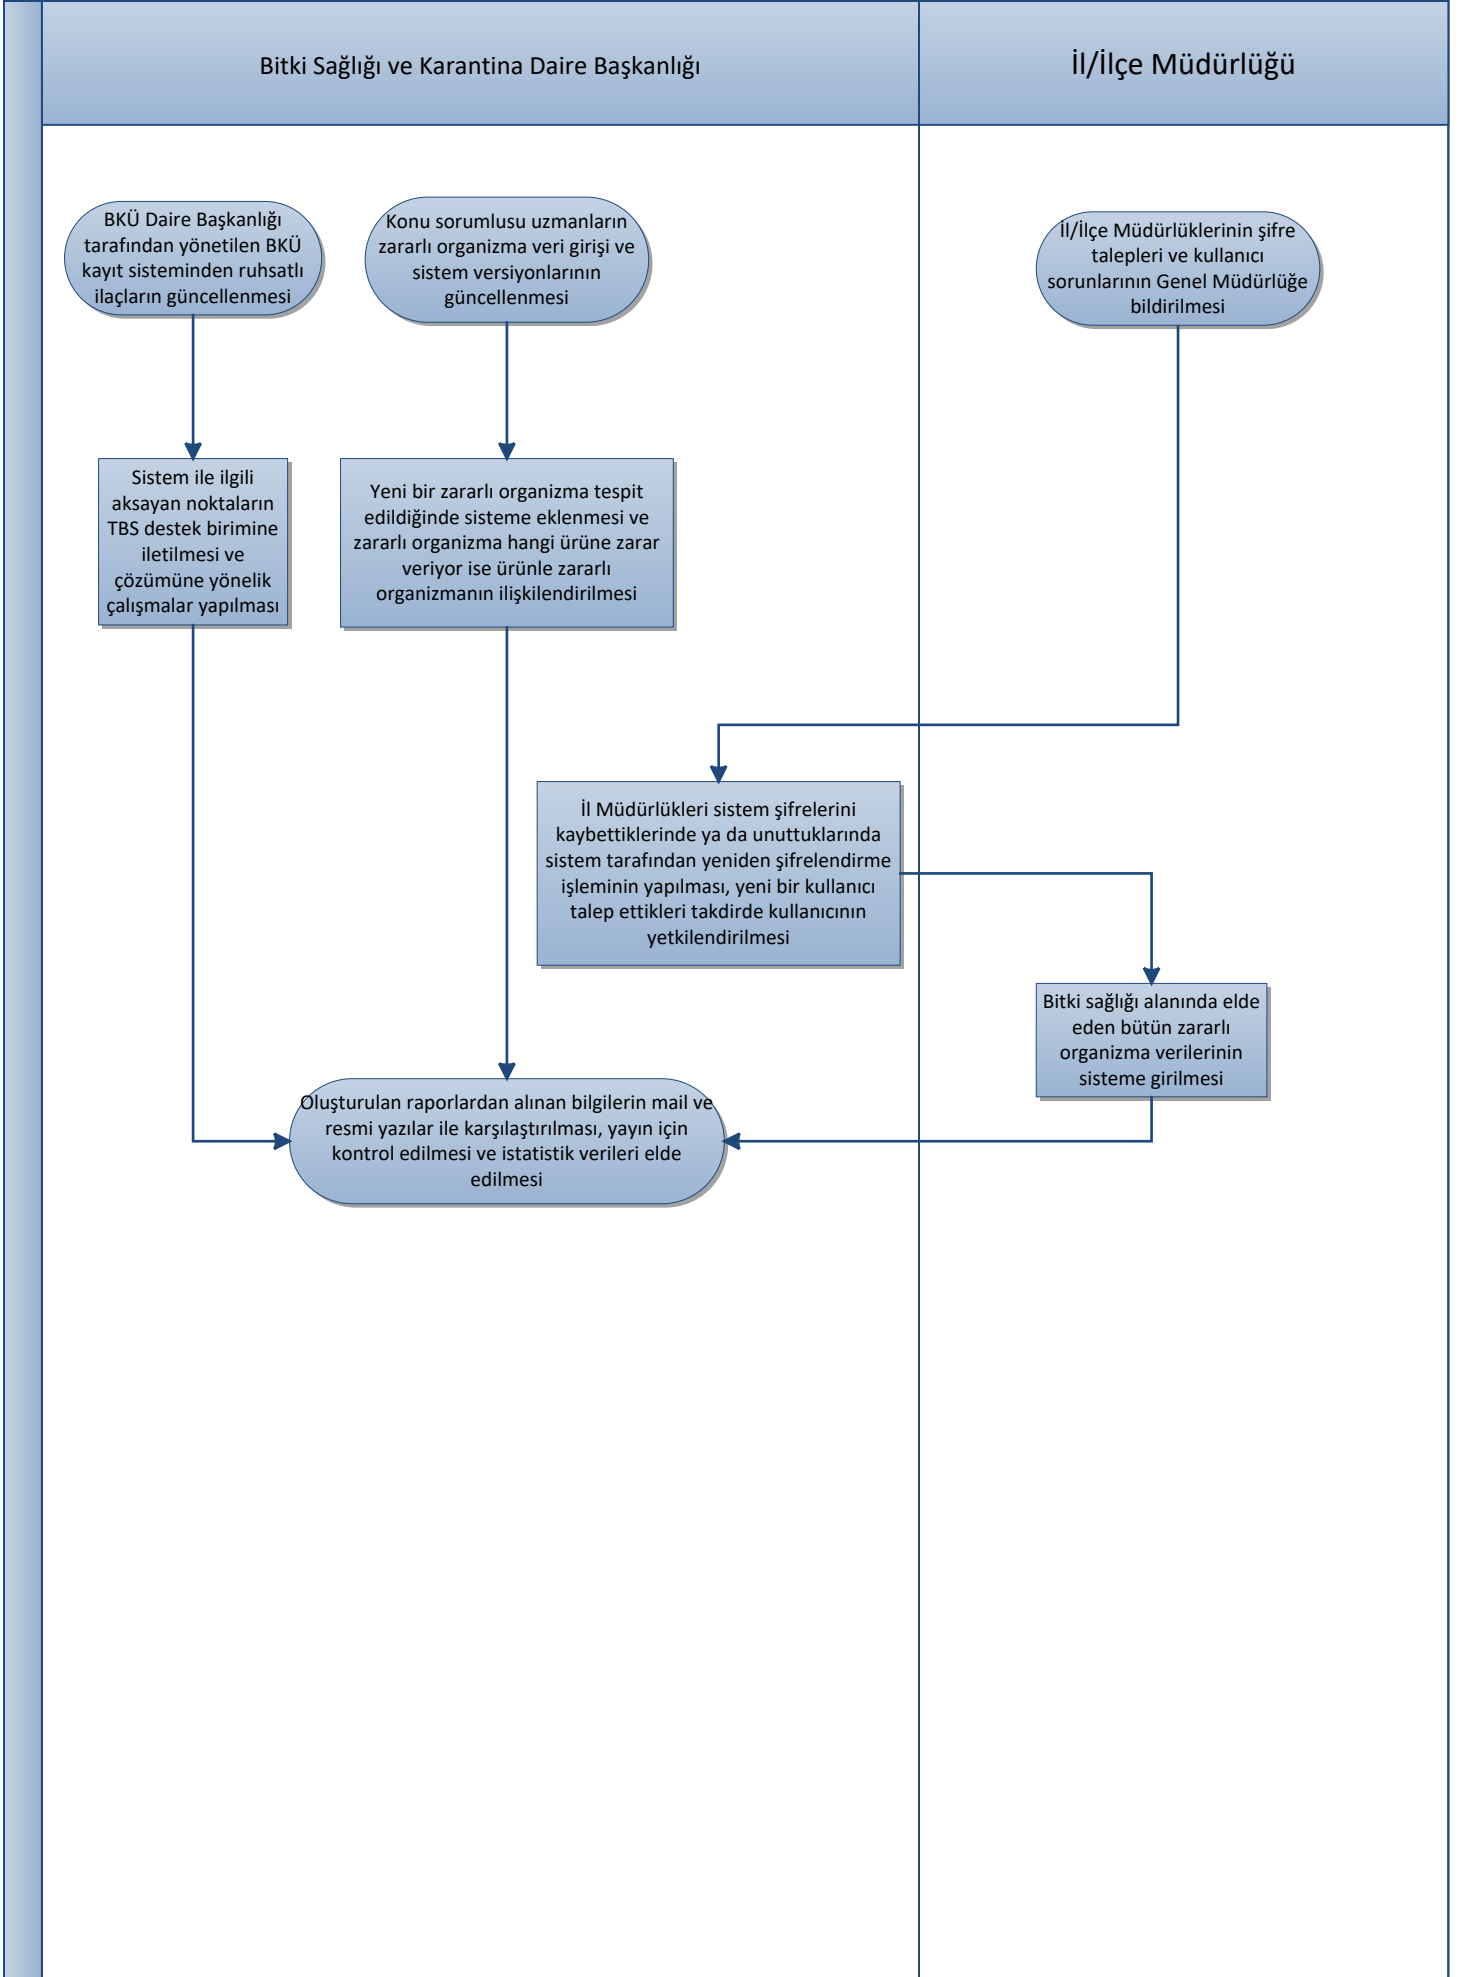 Bitki Sağlığı ve Karantina Daire Başkanlığı
İl/İlçe Müdürlüğü
BKÜ Daire Başkanlığı
tarafından yönetilen BKÜ
kayıt sisteminden ruhsatlı
ilaçların güncellenmesi
Konu sorumlusu uzmanların
zararlı organizma veri girişi ve
sistem versiyonlarının
güncellenmesi
İl/İlçe Müdürlüklerinin şifre
talepleri ve kullanıcı
sorunlarının Genel Müdürlüğe
bildirilmesi
Sistem ile ilgili
aksayan noktaların
TBS destek birimine
iletilmesi ve
çözümüne yönelik
çalışmalar yapılması
Yeni bir zararlı organizma tespit
edildiğinde sisteme eklenmesi ve
zararlı organizma hangi ürüne zarar
veriyor ise ürünle zararlı
organizmanın ilişkilendirilmesi
İl Müdürlükleri sistem şifrelerini
kaybettiklerinde ya da unuttuklarında
sistem tarafından yeniden şifrelendirme
işleminin yapılması, yeni bir kullanıcı
talep ettikleri takdirde kullanıcının
yetkilendirilmesi
Bitki sağlığı alanında elde
eden bütün zararlı
organizma verilerinin
sisteme girilmesi
Oluşturulan raporlardan alınan bilgilerin mail ve
resmi yazılar ile karşılaştırılması, yayın için
kontrol edilmesi ve istatistik verileri elde
edilmesi